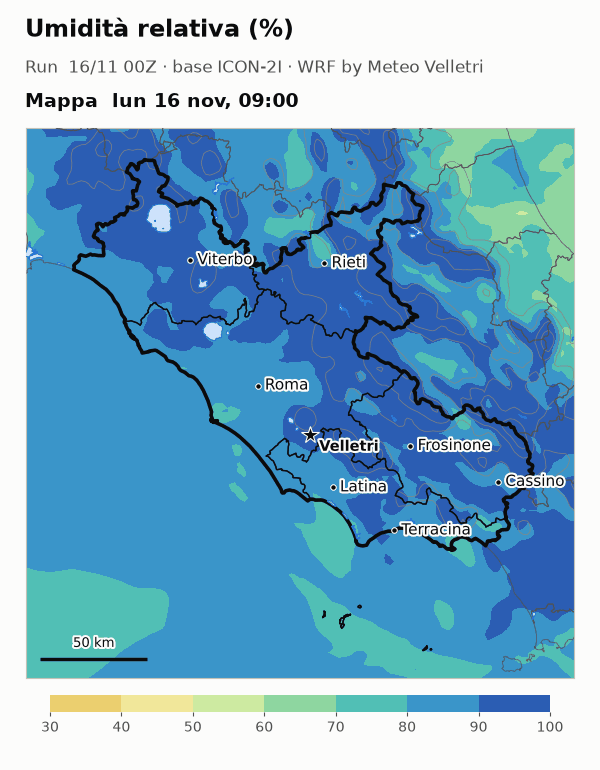 Umidità relativa (%)
Run  16/11 00Z · base ICON-2I · WRF by Meteo Velletri
Mappa  lun 16 nov, 09:00
Viterbo
Rieti
Roma
Velletri
Frosinone
Latina
Cassino
Terracina
50 km
30 40 50 60 70 80 90 100